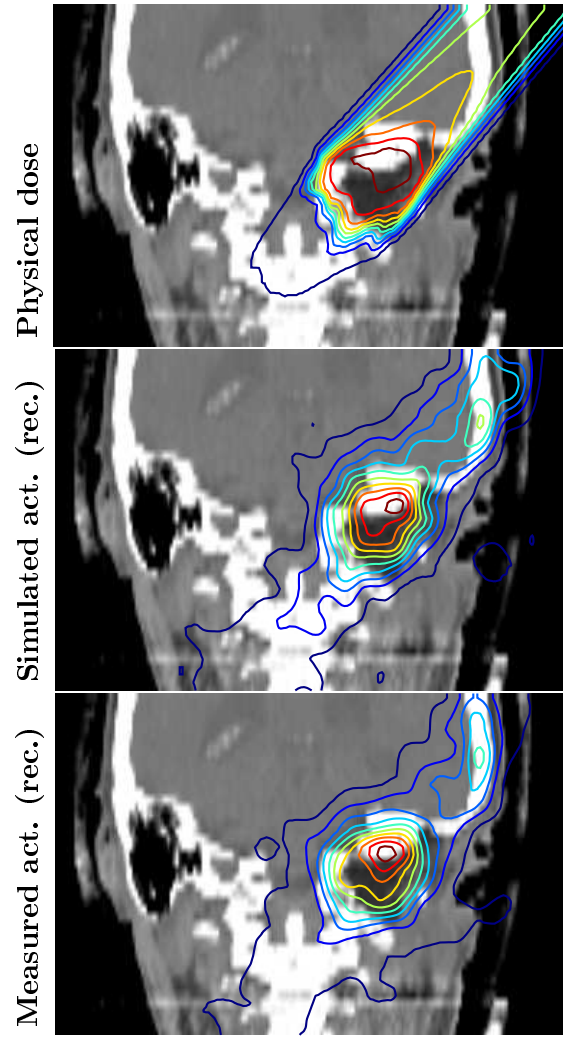 Physical dose
Simulated act. (rec.)
Measured act. (rec.)